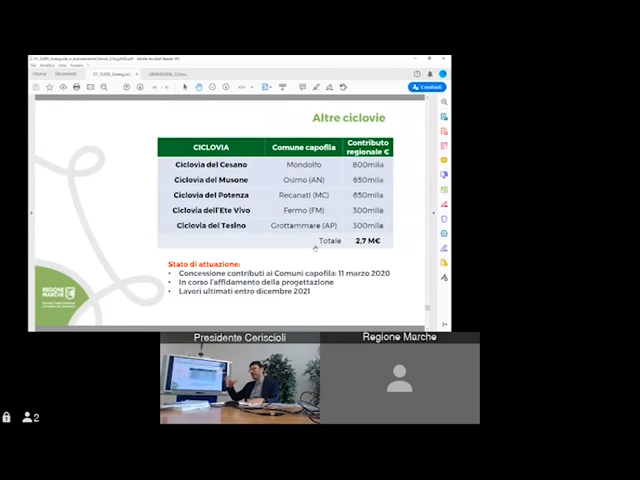 Home Strumenti
Condividi
Altre ciclovie
CICLOVIA Comune capofila Contributo regionale €
Ciclovia del Cesano Mondolfo 800mila
Ciclovia del Musone Osimo (AN) 650mila
Ciclovia del Potenza Recanati (MC) 650mila
Ciclovia dell'Ete Vivo Fermo (FM) 300mila
Ciclovia del Tesino Grottammare (AP) 300mila
Totale 2,7 M€
Stato di attuazione:
• Concessione contributi ai Comuni capofila: 11 marzo 2020
• In corso l'affidamento della progettazione
• Lavori ultimati entro dicembre 2021
REGIONE
MARCHE
Presidente Ceriscioli
Regione Marche
2